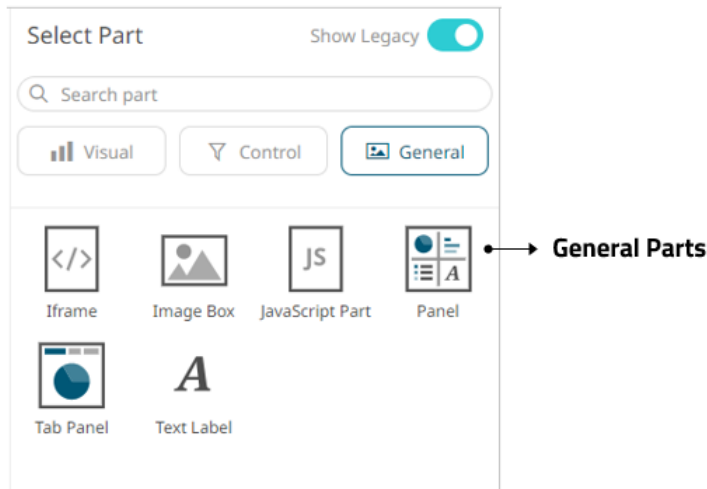 Select Part
Show Legacy
Search part
Visual
Control
General
</>
JS
A
Iframe
Image Box
JavaScript Part
Panel
General Parts
A
Tab Panel
Text Label